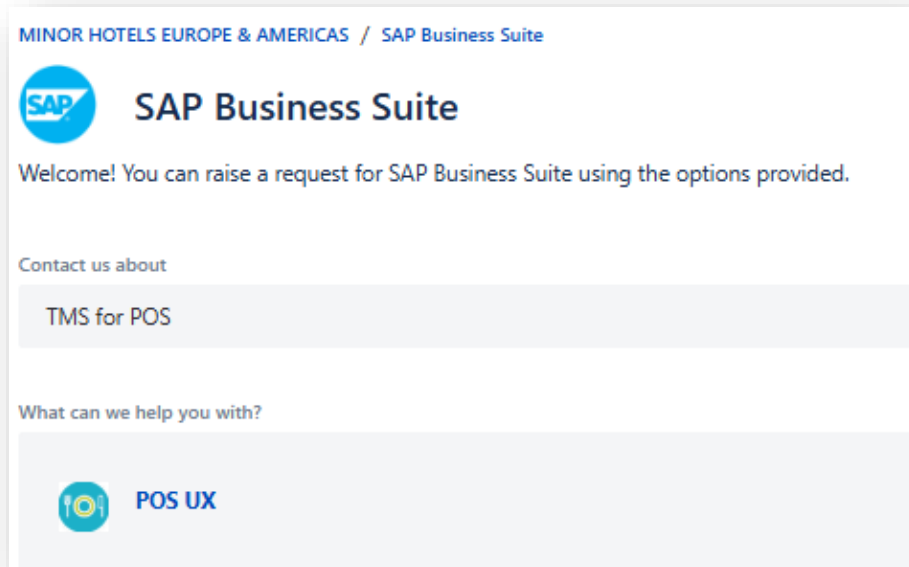 MINOR HOTELS EUROPE & AMERICAS / SAP Business Suite
SAP
SAP Business Suite
Welcome! You can raise a request for SAP Business Suite using the options provided.
Contact us about
TMS for POS
What can we help you with?
POS UX